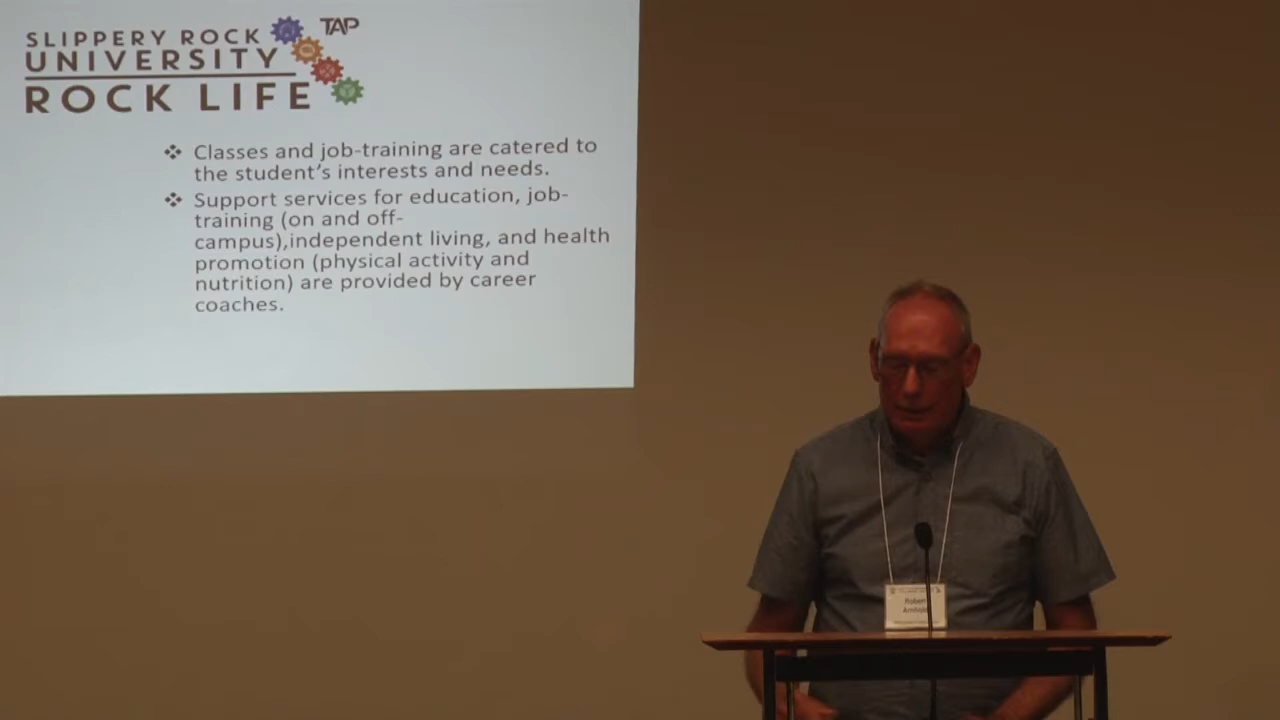 SLIPPERY ROCK
TAP
UNIVERSITY
ROCK LIFE
❖ Classes and job-training are catered to
the student's interests and needs.
❖ Support services for education, job-
training (on and off-
campus),independent living, and health
promotion (physical activity and
nutrition) are provided by career
coaches.
Robert